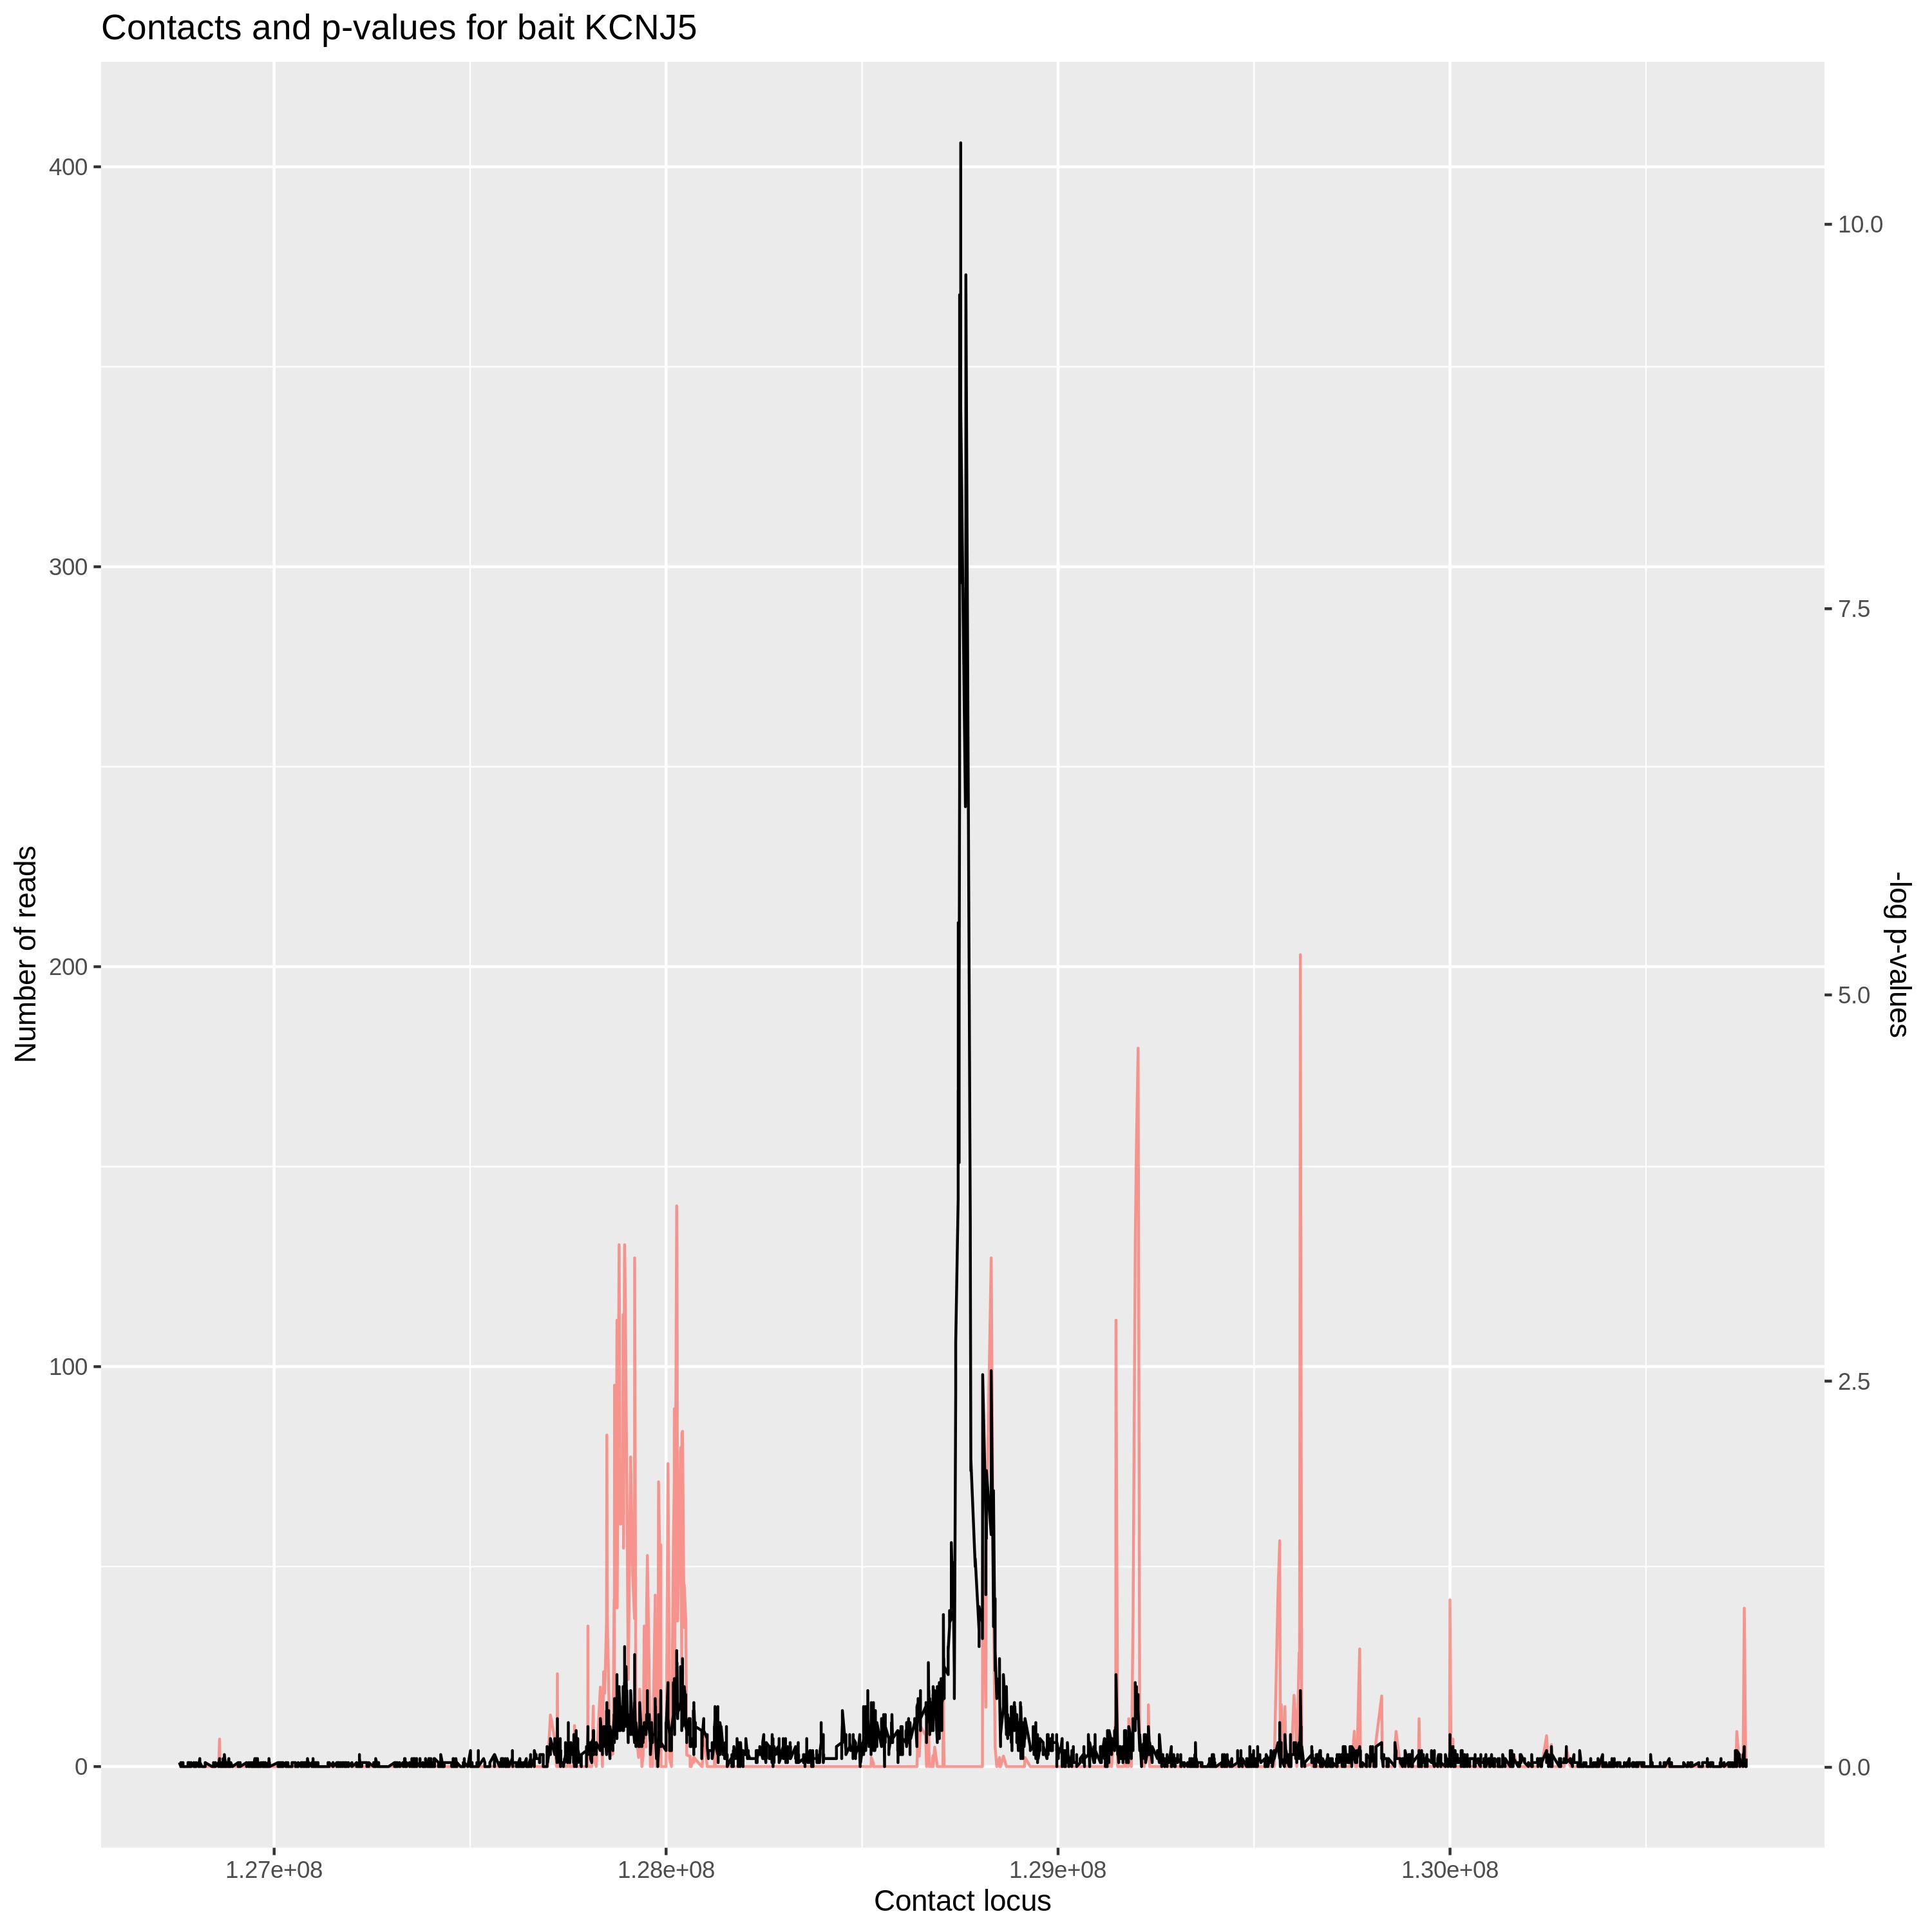 Contacts and p-values for bait KCNJ5
400
300
200
100
0
Number of reads
10.0
7.5
5.0
2.5
0.0
-log p-values
1.27e+08
1.28e+08
1.29e+08
1.30e+08
Contact locus